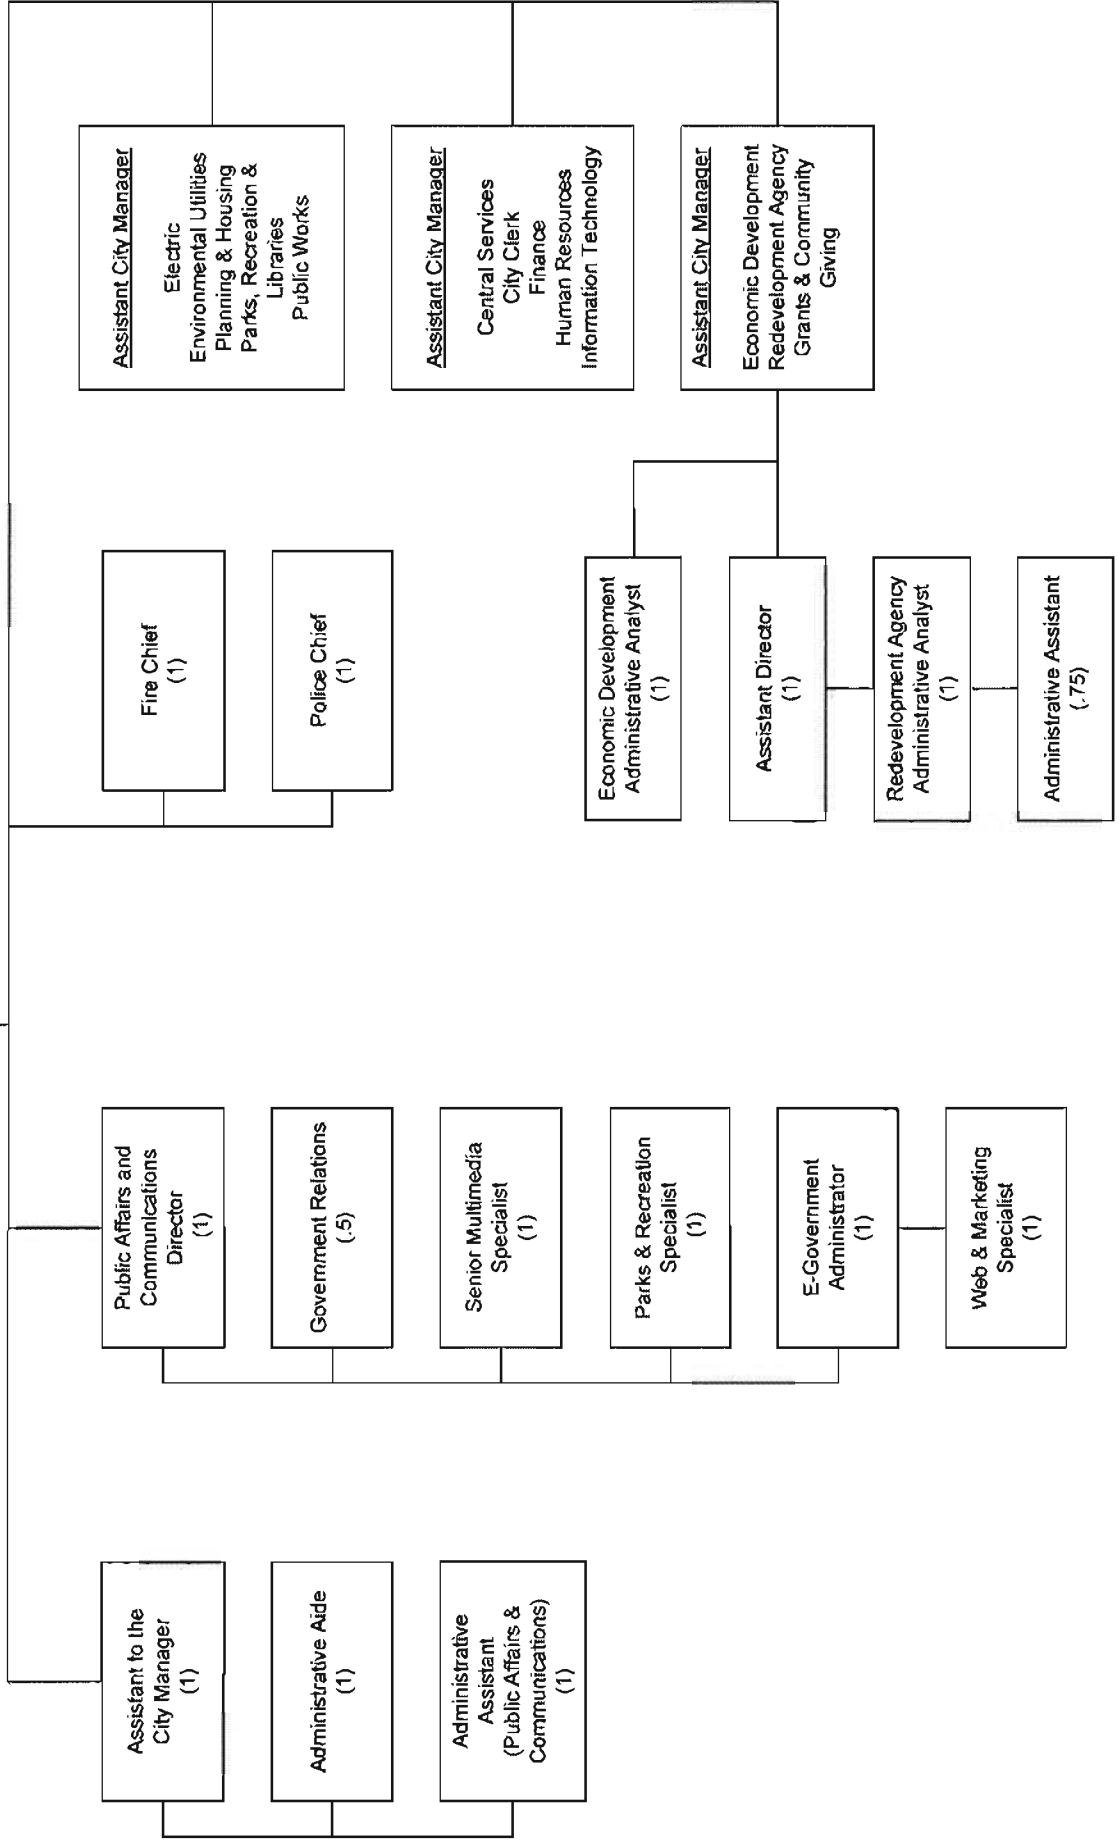 Assistant to the
City Manager
(1)
Administrative Aide
(1)
Administrative
Assistant
(Public Affairs &
Communications)
(1)
Public Affairs and
Communications
Director
(1)
Government Relations
(.5)
Senior Multimedia
Specialist
(1)
Parks & Recreation
Specialist
(1)
E-Government
Administrator
(1)
Web & Marketing
Specialist
(1)
Fire Chief
(1)
Police Chief
(1)
Assistant City Manager
Electric
Environmental Utilities
Planning & Housing
Parks, Recreation &
Libraries
Public Works
Assistant City Manager
Central Services
City Clerk
Finance
Human Resources
Information Technology
Assistant City Manager
Economic Development
Redevelopment Agency
Grants & Community
Giving
Economic Development
Administrative Analyst
(1)
Assistant Director
(1)
Redevelopment Agency
Administrative Analyst
(1)
Administrative Assistant
(.75)